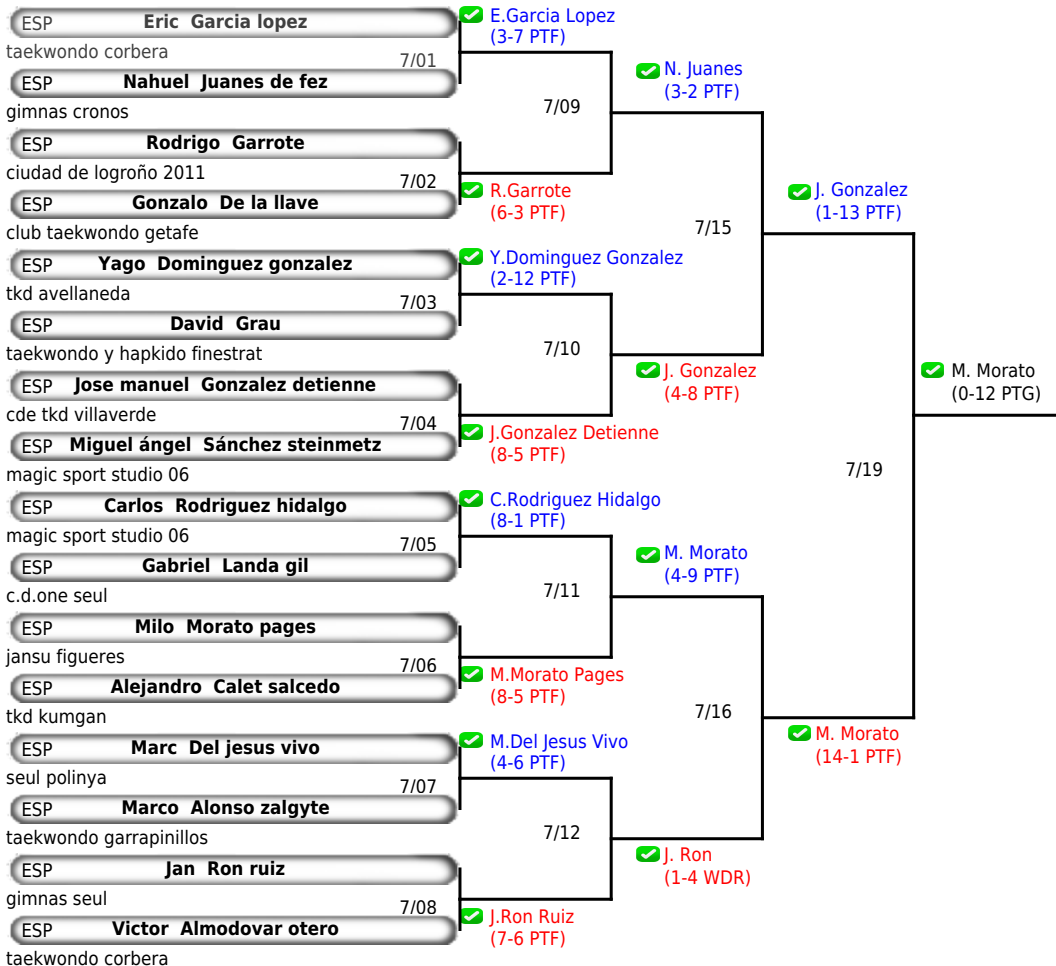 ESP Eric Garcia lopez
taekwondo corbera
7/01
ESP Nahuel Juanes de fez
gimnas cronos
ESP Rodrigo Garrote
ciudad de logroño 2011
7/02
ESP Gonzalo De la llave
club taekwondo getafe
ESP Yago Dominguez gonzalez
tkd avellaneda
7/03
ESP David Grau
taekwondo y hapkido finestrat
ESP Jose manuel Gonzalez detienne
cde tkd villaverde
7/04
ESP Miguel ángel Sánchez steinmetz
magic sport studio 06
ESP Carlos Rodriguez hidalgo
magic sport studio 06
7/05
ESP Gabriel Landa gil
c.d.one seul
ESP Milo Morato pages
jansu figueres
7/06
ESP Alejandro Calet salcedo
tkd kumgan
ESP Marc Del jesus vivo
seul polinya
7/07
ESP Marco Alonso zalgyte
taekwondo garrapinillos
ESP Jan Ron ruiz
gimnas seul
7/08
ESP Victor Almodovar otero
taekwondo corbera
E.Garcia Lopez
(3-7 PTF)
7/09
R.Garrote
(6-3 PTF)
Y.Dominguez Gonzalez
(2-12 PTF)
7/10
J.Gonzalez Detienne
(8-5 PTF)
C.Rodriguez Hidalgo
(8-1 PTF)
7/11
M.Morato Pages
(8-5 PTF)
M.Del Jesus Vivo
(4-6 PTF)
7/12
J.Ron Ruiz
(7-6 PTF)
N. Juanes
(3-2 PTF)
7/15
J. Gonzalez
(4-8 PTF)
M. Morato
(4-9 PTF)
7/16
J. Ron
(1-4 WDR)
J. Gonzalez
(1-13 PTF)
7/19
M. Morato
(14-1 PTF)
M. Morato
(0-12 PTG)